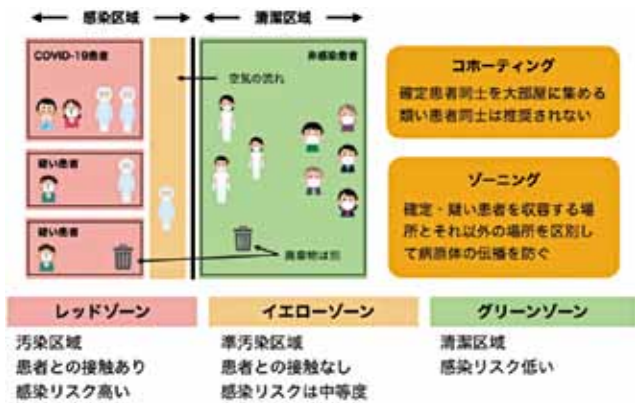 感染区域
清潔区域
COVID-19患者
非感染患者
空気の流れ
疑い患者
疑い患者
廃棄物は別
コホーティング
確定患者同士を大部屋に集める
疑い患者同士は推奨されない
ゾーニング
確定・疑い患者を収容する場
所とそれ以外の場所を区別し
て病原体の伝播を防ぐ
レッドゾーン
イエローゾーン
グリーンゾーン
汚染区域
患者との接触あり
感染リスク高い
準汚染区域
患者との接触なし
感染リスクは中等度
清潔区域
感染リスク低い